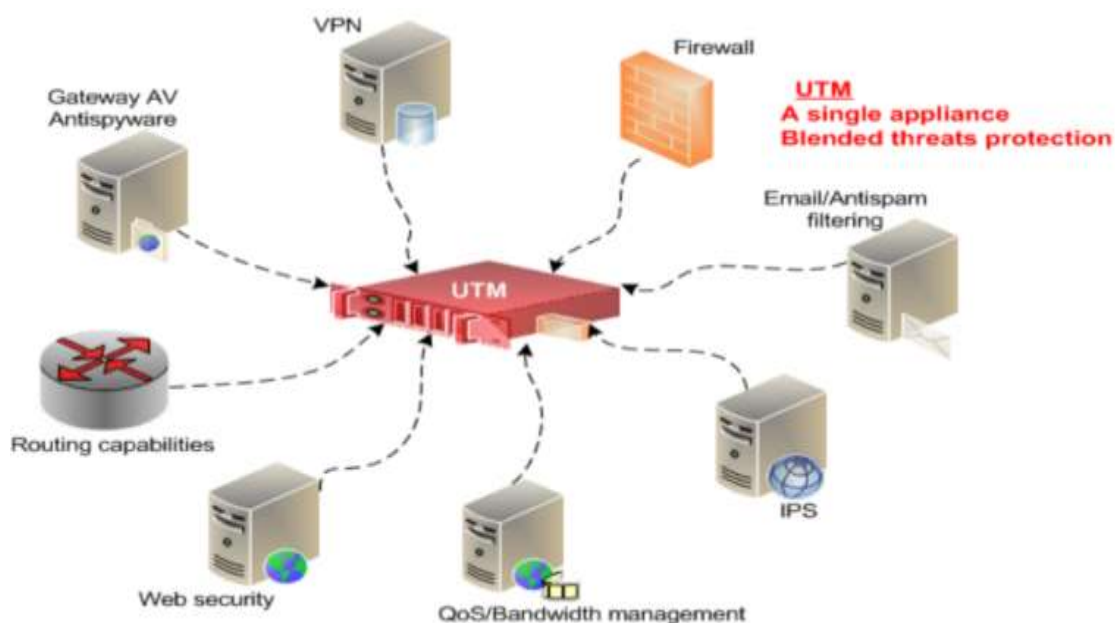 VPN
Firewall
UTM
A single appliance
Blended threats protection
Gateway AV
Antispyware
Email/Antispam
filtering
UTM
Routing capabilities
IPS
Web security
QoS/Bandwidth management